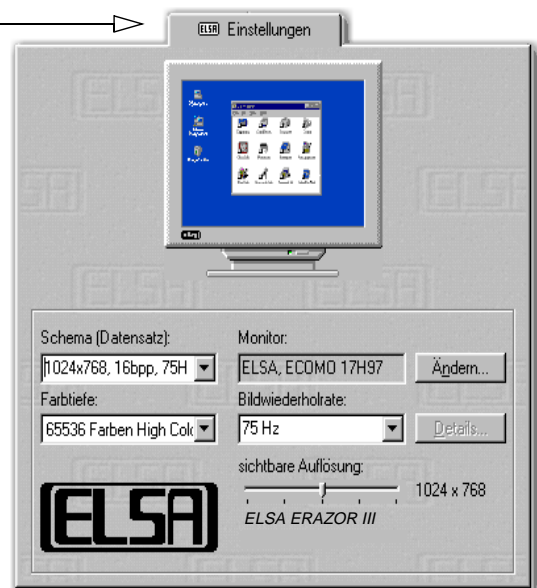 ELSA Einstellungen
Schema (Datensatz):
1024x768, 16bpp, 75H
Monitor:
ELSA, ECOMO 17H97
Ändern...
Farbtiefe:
65536 Farben High Colo
Bildwiederholrate:
75 Hz
Details...
sichtbare Auflösung:
1024 x 768
ELSA ERAZOR III
ELSA